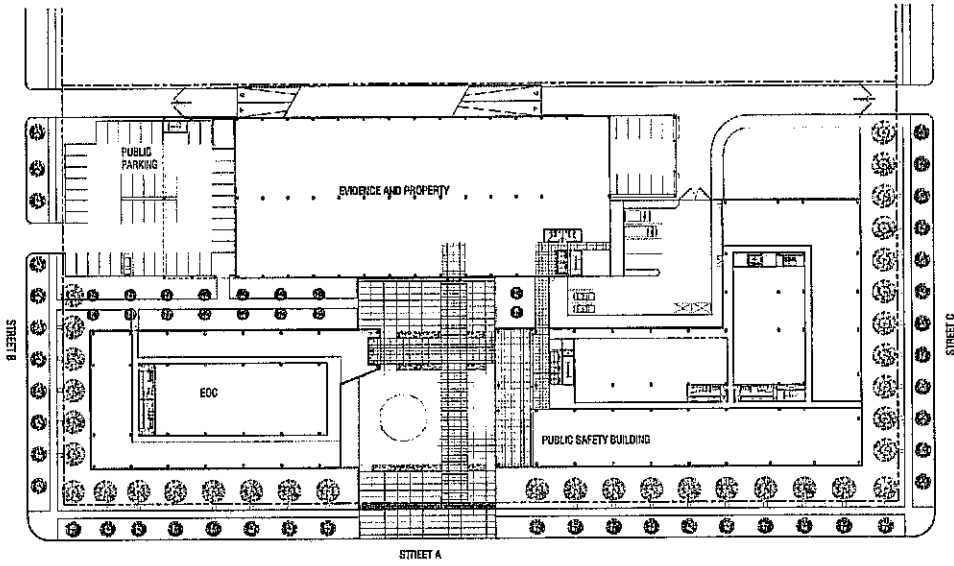 PUBLIC
PARKING
EVIDENCE AND PROPERTY
STREET B
STREET C
EOC
PUBLIC SAFETY BUILDING
STREET A